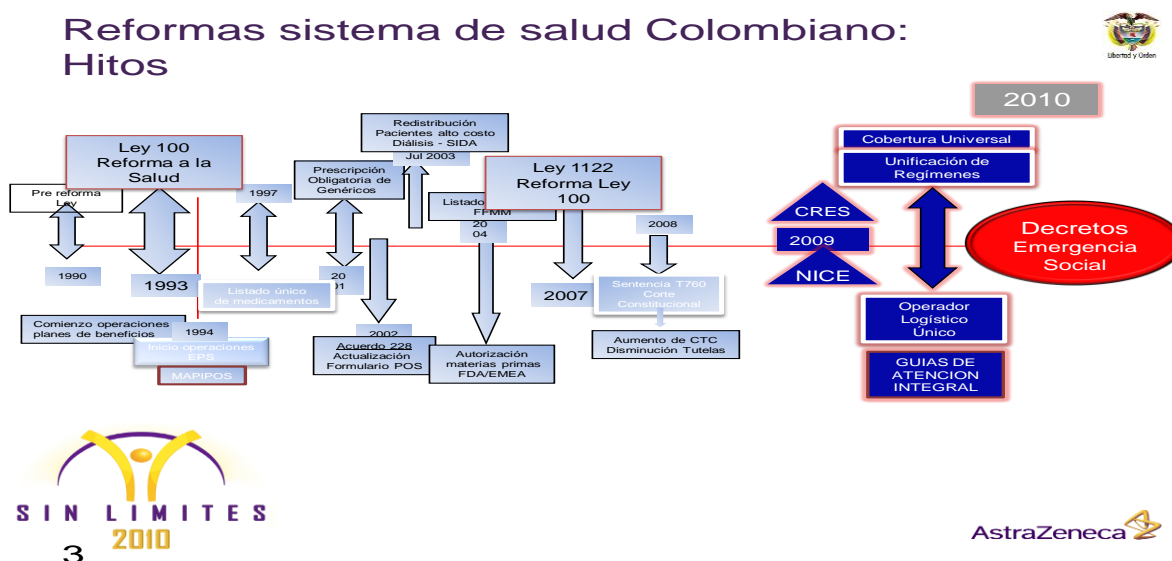 Reformas sistema de salud Colombiano:
Hitos
Libertad y Orden
2010
Redistribución
Pacientes alto costo
Diálisis - SIDA
Jul 2003
Ley 100
Reforma a la
Salud
Pre reforma
Ley
1997
Prescripción
Obligatoria de
Genéricos
Ley 1122
Reforma Ley
100
Listado
FFMM
20
04
2008
Cobertura Universal
Unificación de
Regímenes
CRES
2009
NICE
Decretos
Emergencia
Social
1990
1993
Listado único
de medicamentos
20
01
2007
Sentencia T760
Corte
Constitucional
Operador
Logístico
Único
Comienzo operaciones
planes de beneficios
1994
Inicio operaciones
EPS
MAPIPOS
2002
Acuerdo 228
Actualización
Formulario POS
Autorización
materias primas
FDA/EMEA
Aumento de CTC
Disminución Tutelas
GUIAS DE
ATENCION
INTEGRAL
SIN LIMITES
2010
3
AstraZeneca